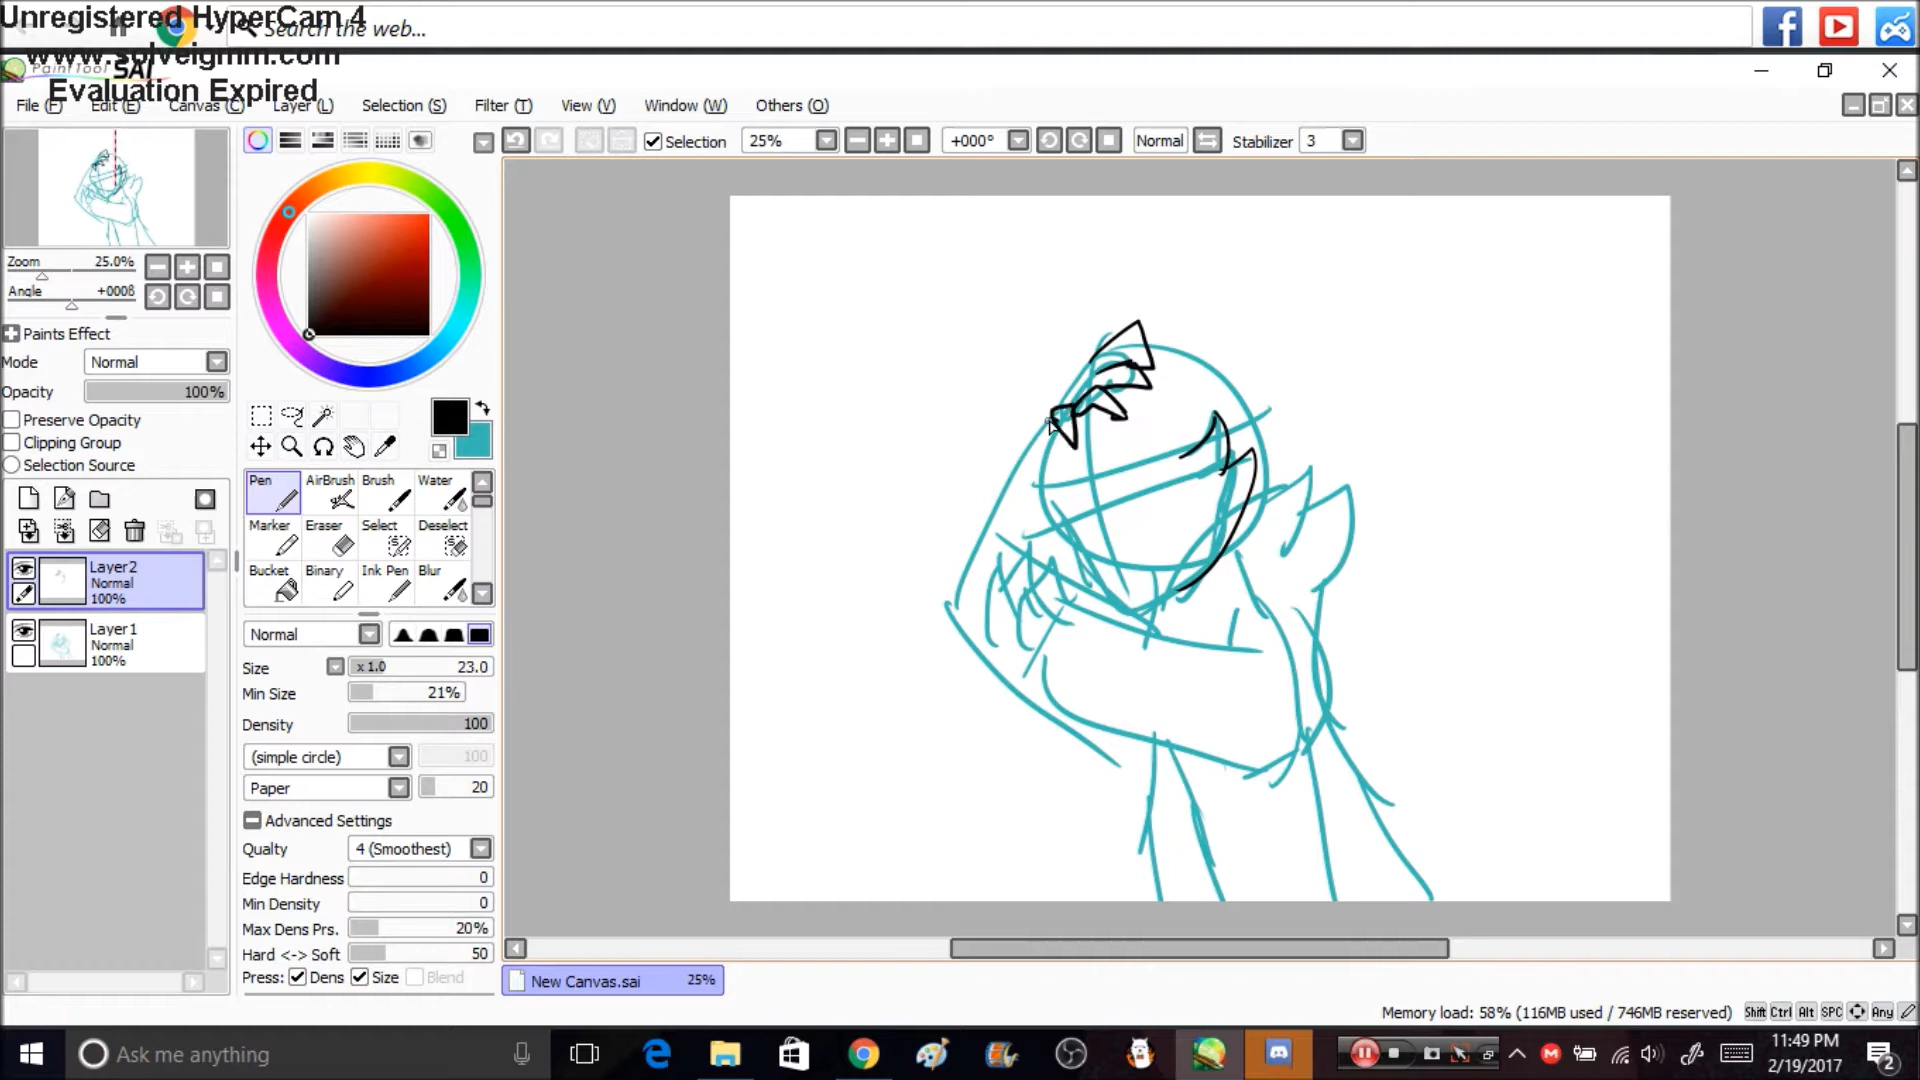 Unregistered HyperCam 4
Search the web...
www.solveigmm.com
PaintTool SAI
Evaluation Expired
File (F) Edit (E) Canvas (C) Layer (L) Selection (S) Filter (T) View (V) Window (W) Others (O)
Selection 25% +000° Normal Stabilizer 3
Zoom 25.0%
Angle +000ß
Paints Effect
Mode Normal
Opacity 100%
Preserve Opacity
Clipping Group
Selection Source
Layer2
Normal
100%
Layer1
Normal
100%
Pen AirBrush Brush Water
Marker Eraser Select Deselect
Bucket Binary Ink Pen Blur
Normal
Size x 1.0 23.0
Min Size 21%
Density 100
(simple circle) 100
Paper 20
Advanced Settings
Qualty 4 (Smoothest)
Edge Hardness 0
Min Density 0
Max Dens Prs. 20%
Hard <-> Soft 50
Press: Dens Size Blend
New Canvas.sai 25%
Memory load: 58% (116MB used / 746MB reserved) Shift Ctrl Alt SPC Any
Ask me anything
11:49 PM
2/19/2017
2